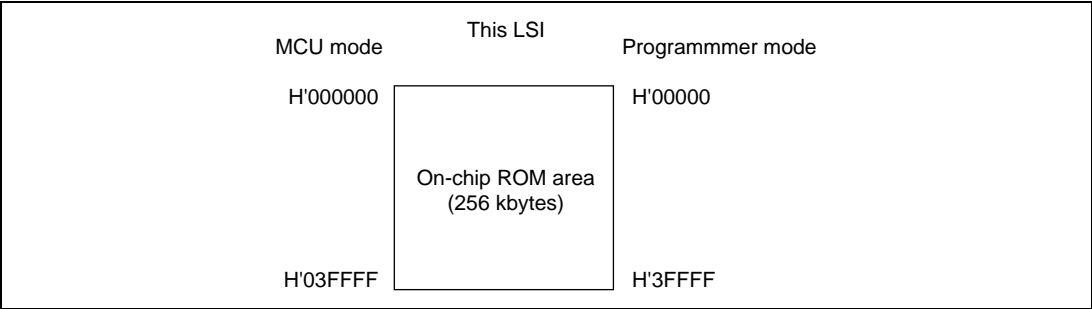 This LSI
MCU mode
Programmmer mode
H'000000
H'00000
On-chip ROM area
(256 kbytes)
H'03FFFF
H'3FFFF